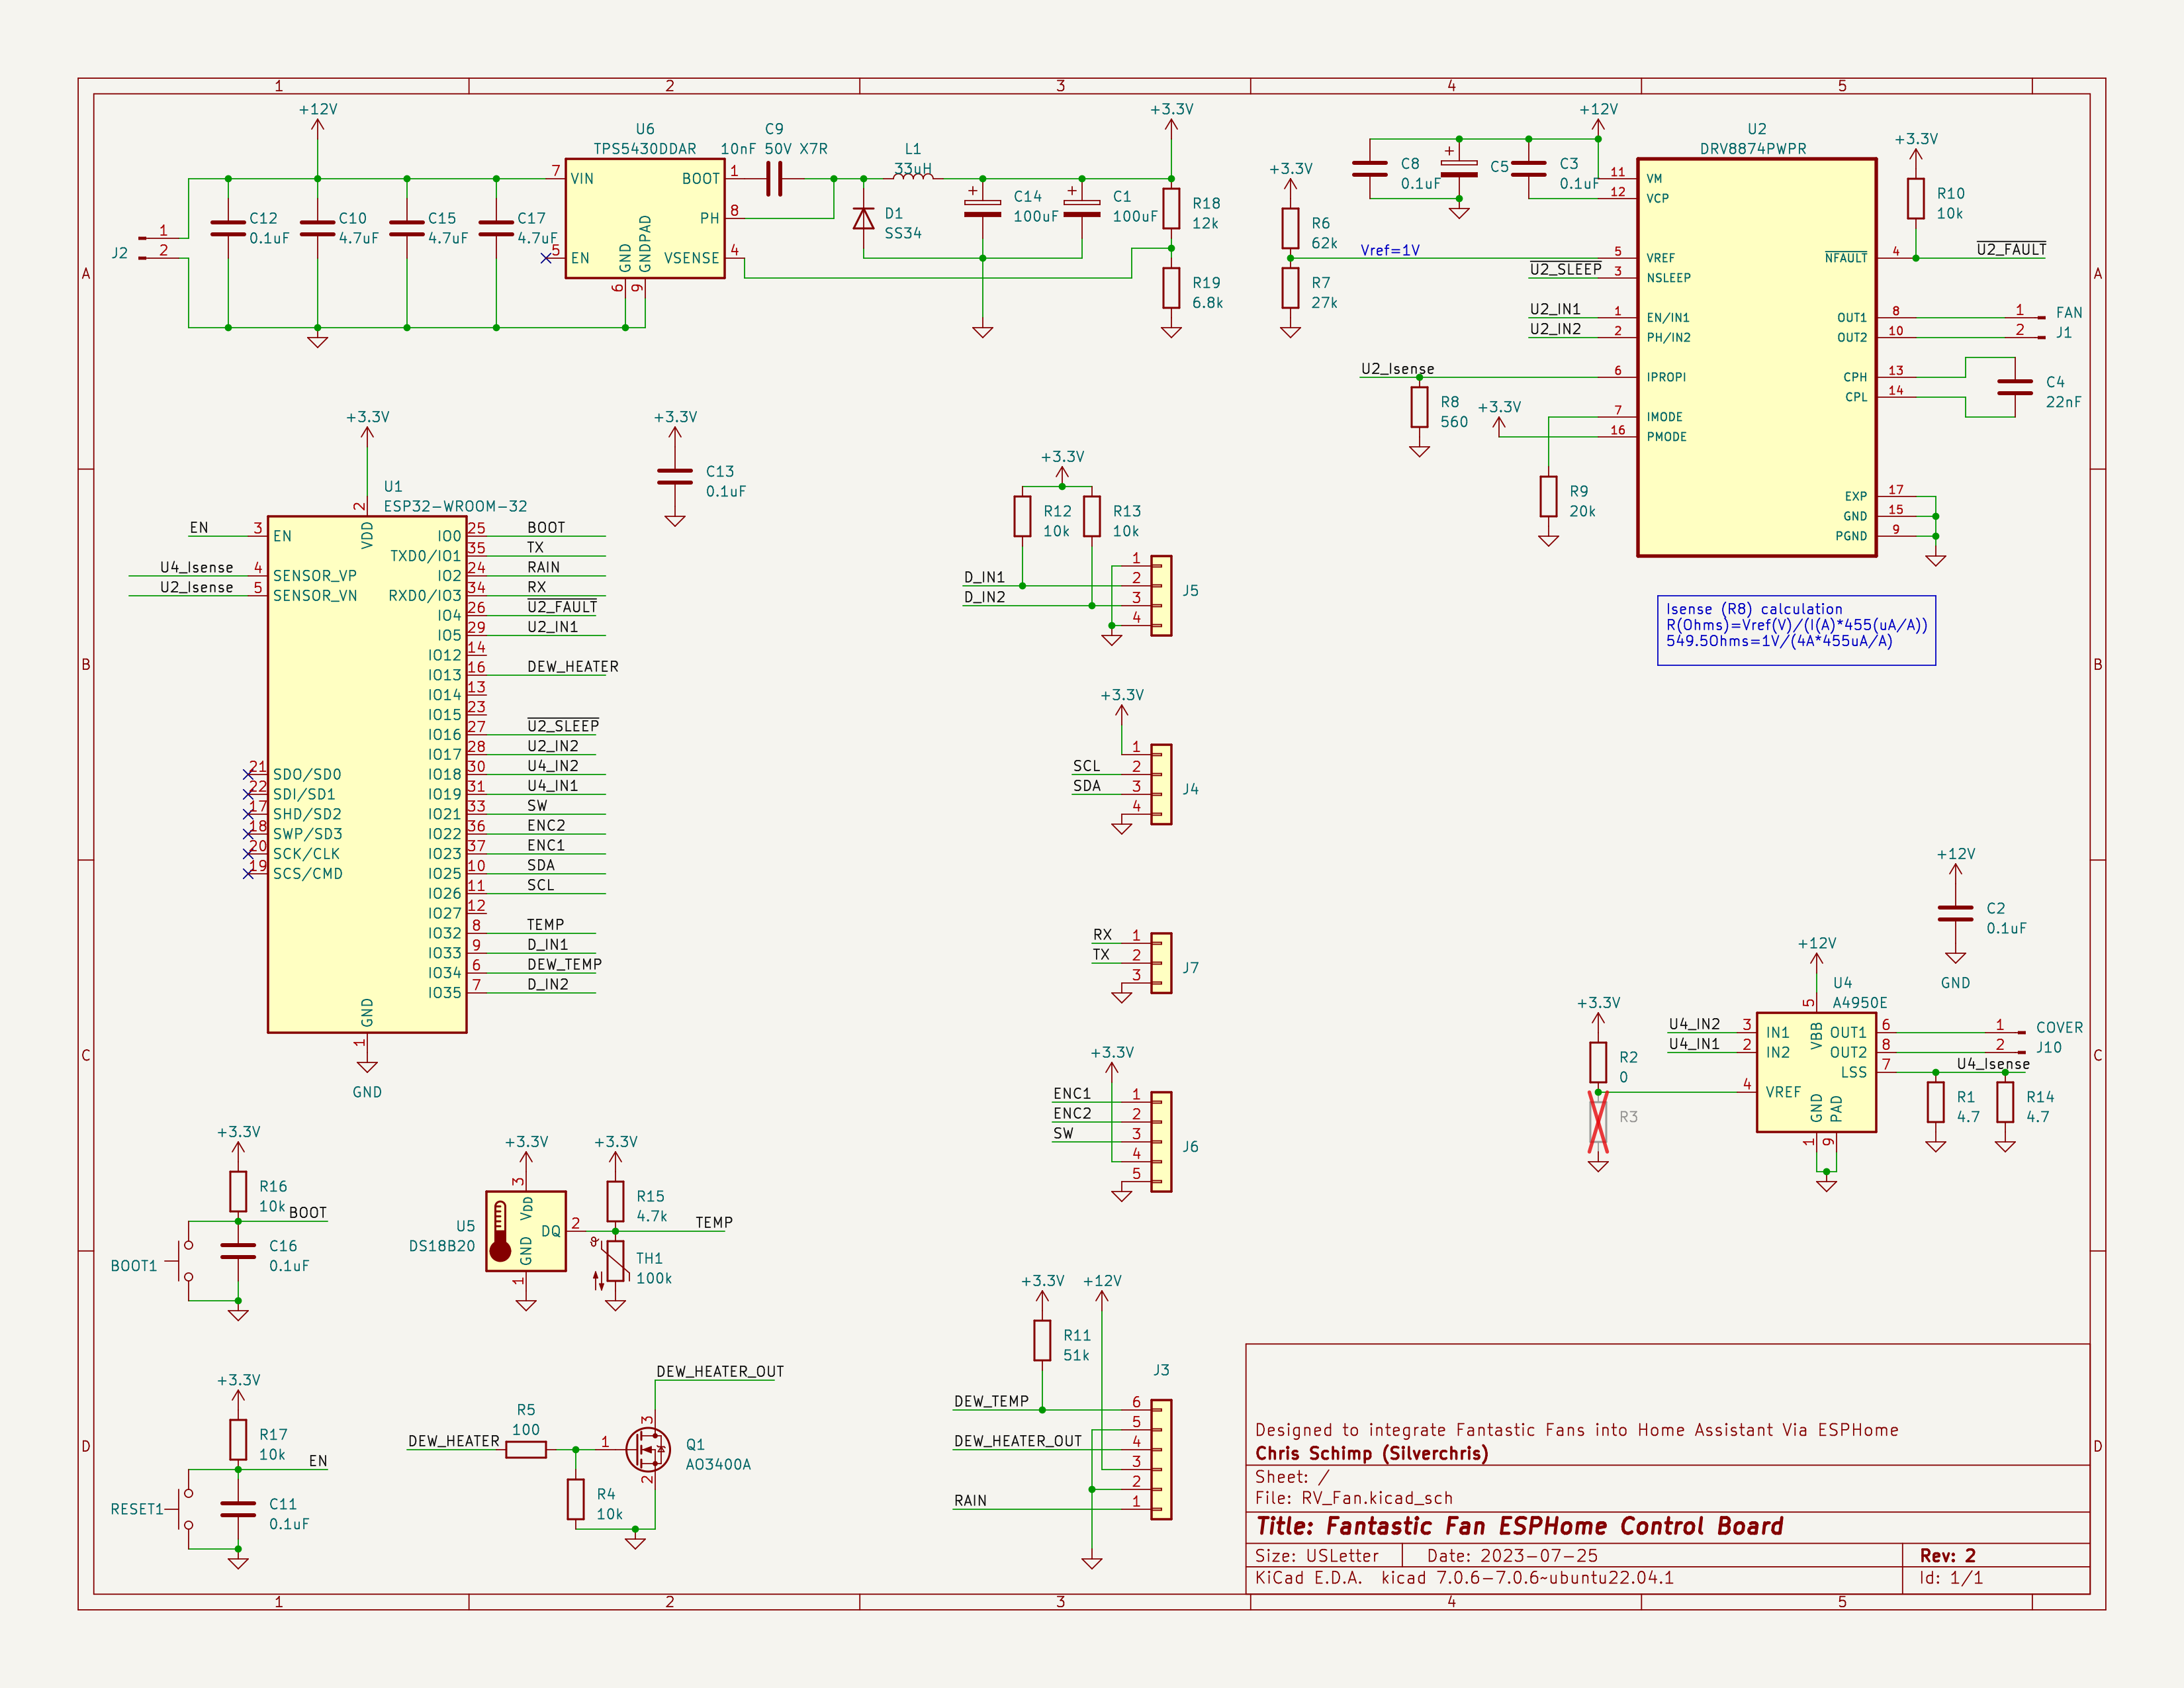 1 2 3 4 5
A
B
C
D
A
B
C
D
1 2 3 4 5
+12V
J2
1
2
C12
0.1uF
C10
4.7uF
C15
4.7uF
C17
4.7uF
U6
TPS5430DDAR
7 VIN
5 EN
BOOT 1
PH 8
VSENSE 4
GND
GNDPAD
6 9
C9
10nF 50V X7R
L1
33uH
D1
SS34
+
C14
100uF
+
C1
100uF
+3.3V
R18
12k
R19
6.8k
+3.3V
R6
62k
R7
27k
Vref=1V
C8
0.1uF
+
C5
C3
0.1uF
+12V
U2
DRV8874PWPR
11 VM
12 VCP
5 VREF
3 NSLEEP
1 EN/IN1
2 PH/IN2
6 IPROPI
7 IMODE
16 PMODE
NFAULT 4
OUT1 8
OUT2 10
CPH 13
CPL 14
EXP 17
GND 15
PGND 9
U2_SLEEP
U2_IN1
U2_IN2
U2_Isense
R8
560
+3.3V
R9
20k
+3.3V
R10
10k
U2_FAULT
1 FAN
2 J1
C4
22nF
Isense (R8) calculation
R(Ohms)=Vref(V)/(I(A)*455(uA/A))
549.5Ohms=1V/(4A*455uA/A)
+3.3V
U1
ESP32-WROOM-32
2
VDD
EN 3 EN
U4_Isense 4 SENSOR_VP
U2_Isense 5 SENSOR_VN
21 SDO/SD0
22 SDI/SD1
17 SHD/SD2
18 SWP/SD3
20 SCK/CLK
19 SCS/CMD
IO0 25 BOOT
TXD0/IO1 35 TX
IO2 24 RAIN
RXD0/IO3 34 RX
IO4 26 U2_FAULT
IO5 29 U2_IN1
IO12 14
IO13 16 DEW_HEATER
IO14 13
IO15 23
IO16 27 U2_SLEEP
IO17 28 U2_IN2
IO18 30 U4_IN2
IO19 31 U4_IN1
IO21 33 SW
IO22 36 ENC2
IO23 37 ENC1
IO25 10 SDA
IO26 11 SCL
IO27 12
IO32 8 TEMP
IO33 9 D_IN1
IO34 6 DEW_TEMP
IO35 7 D_IN2
GND
1
GND
+3.3V
C13
0.1uF
+3.3V
R12
10k
R13
10k
D_IN1
D_IN2
1
2
3
4
J5
+3.3V
SCL
SDA
1
2
3
4
J4
RX
TX
1
2
3
J7
+3.3V
ENC1
ENC2
SW
1
2
3
4
5
J6
+12V
C2
0.1uF
GND
+12V
U4
A4950E
5
VBB
U4_IN2 3 IN1
U4_IN1 2 IN2
4 VREF
OUT1 6
OUT2 8
LSS 7
GND
PAD
1 9
1 COVER
2 J10
U4_Isense
R1
4.7
R14
4.7
+3.3V
R2
0
R3
+3.3V
R16
10k
BOOT
BOOT1
C16
0.1uF
+3.3V
R17
10k
EN
RESET1
C11
0.1uF
+3.3V
3
VDD
U5
DS18B20
DQ 2
GND
1
+3.3V
R15
4.7k
TEMP
TH1
100k
DEW_HEATER
R5
100
R4
10k
DEW_HEATER_OUT
3
1
2
Q1
AO3400A
+3.3V
+12V
R11
51k
J3
DEW_TEMP 6
5
DEW_HEATER_OUT 4
3
2
RAIN 1
Designed to integrate Fantastic Fans into Home Assistant Via ESPHome
Chris Schimp (Silverchris)
Sheet: /
File: RV_Fan.kicad_sch
Title: Fantastic Fan ESPHome Control Board
Size: USLetter Date: 2023-07-25 Rev: 2
KiCad E.D.A. kicad 7.0.6-7.0.6~ubuntu22.04.1 Id: 1/1